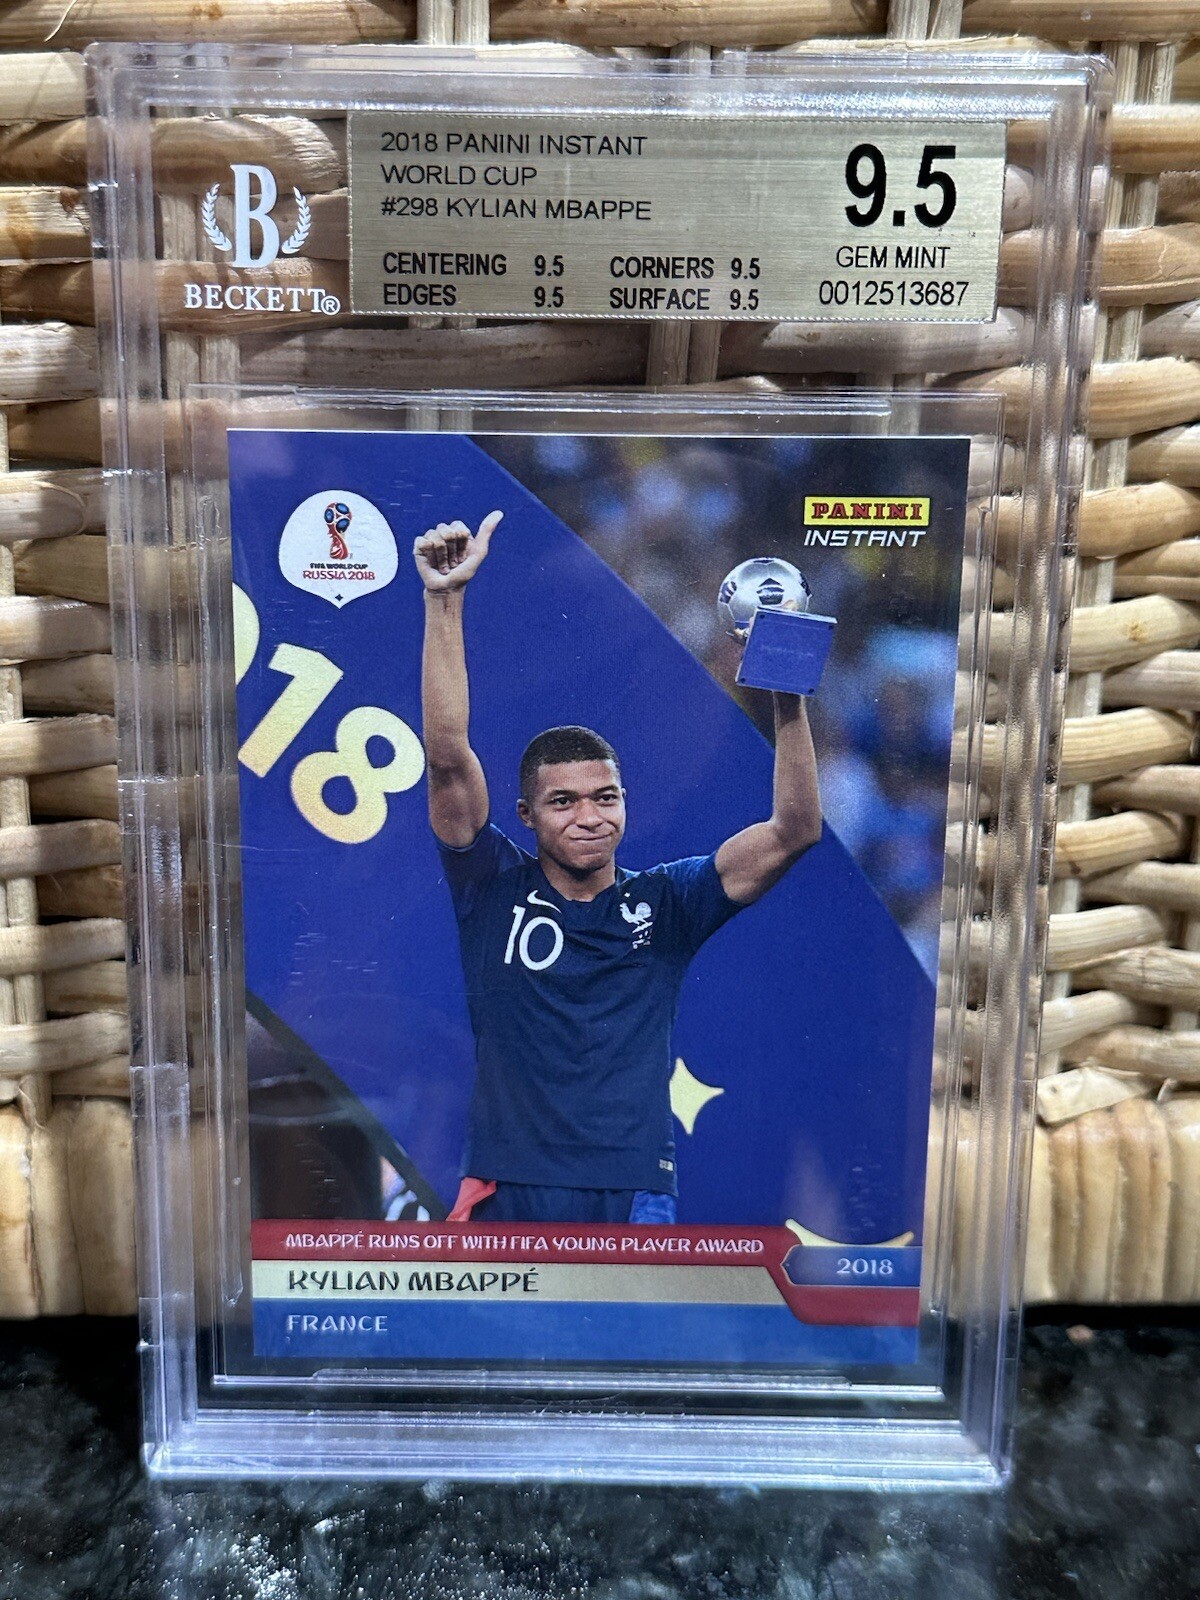 2018 PANINI INSTANT
WORLD CUP
#298 KYLIAN MBAPPE
9.5
GEM MINT
0012513687
CENTERING 9.5 CORNERS 9.5
EDGES 9.5 SURFACE 9.5
B
BECKETT®
PANINI
INSTANT
FIFA WORLD CUP
RUSSIA 2018
018
10
MBAPPÉ RUNS OFF WITH FIFA YOUNG PLAYER AWARD
2018
KYLIAN MBAPPÉ
FRANCE